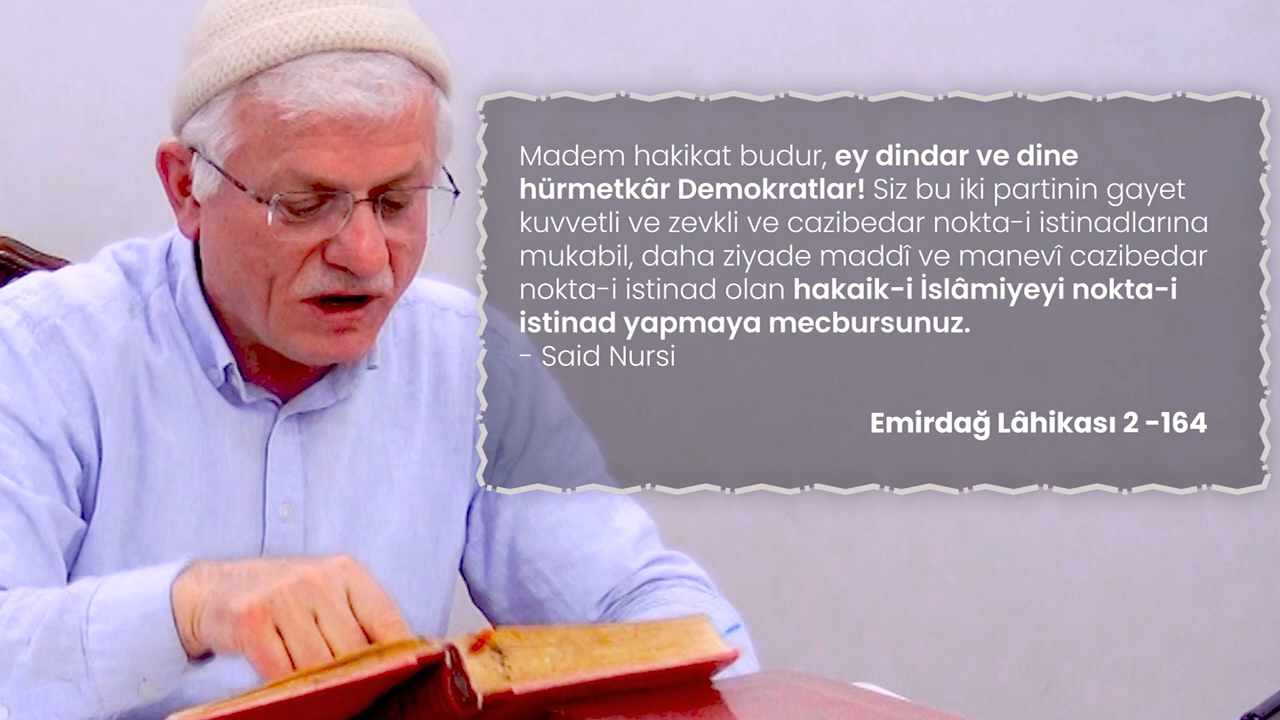 Madem hakikat budur, ey dindar ve dine
hürmetkâr Demokratlar! Siz bu iki partinin gayet
kuvvetli ve zevkli ve cazibedar nokta-i istinadlarına
mukabil, daha ziyade maddî ve manevî cazibedar
nokta-i istinad olan hakaik-i İslâmiyeyi nokta-i
istinad yapmaya mecbursunuz.
- Said Nursi
Emirdağ Lâhikası 2 -164